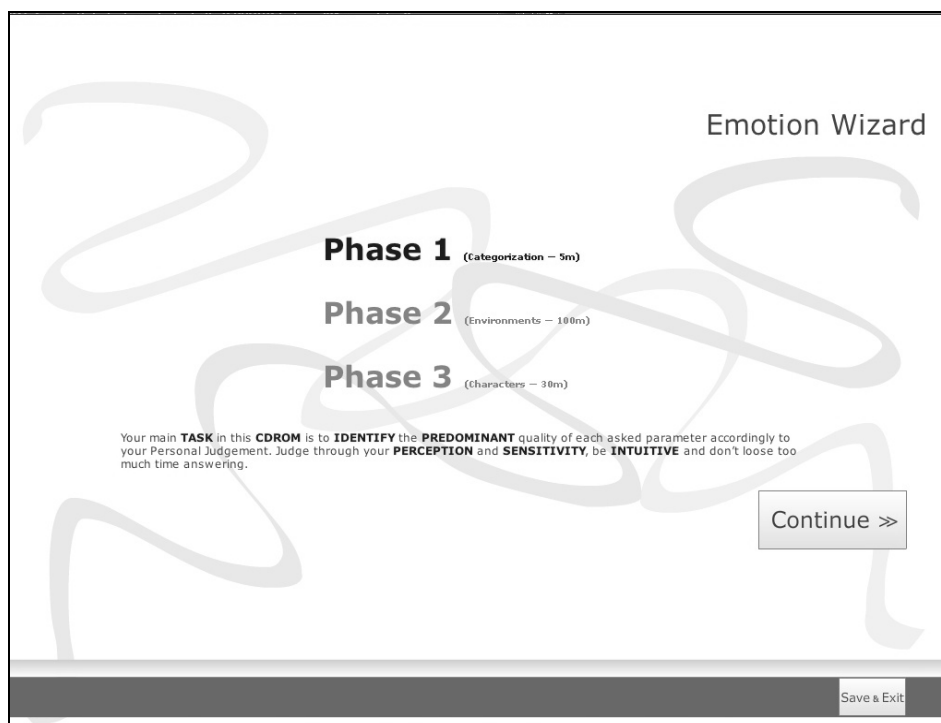 Emotion Wizard
Phase 1 (Categorization – 5m)
Phase 2 (Environments – 100m)
Phase 3 (Characters – 30m)
Your main TASK in this CDROM is to IDENTIFY the PREDOMINANT quality of each asked parameter accordingly to
your Personal Judgement. Judge through your PERCEPTION and SENSITIVITY, be INTUITIVE and don't loose too
much time answering.
Continue >>
Save & Exit